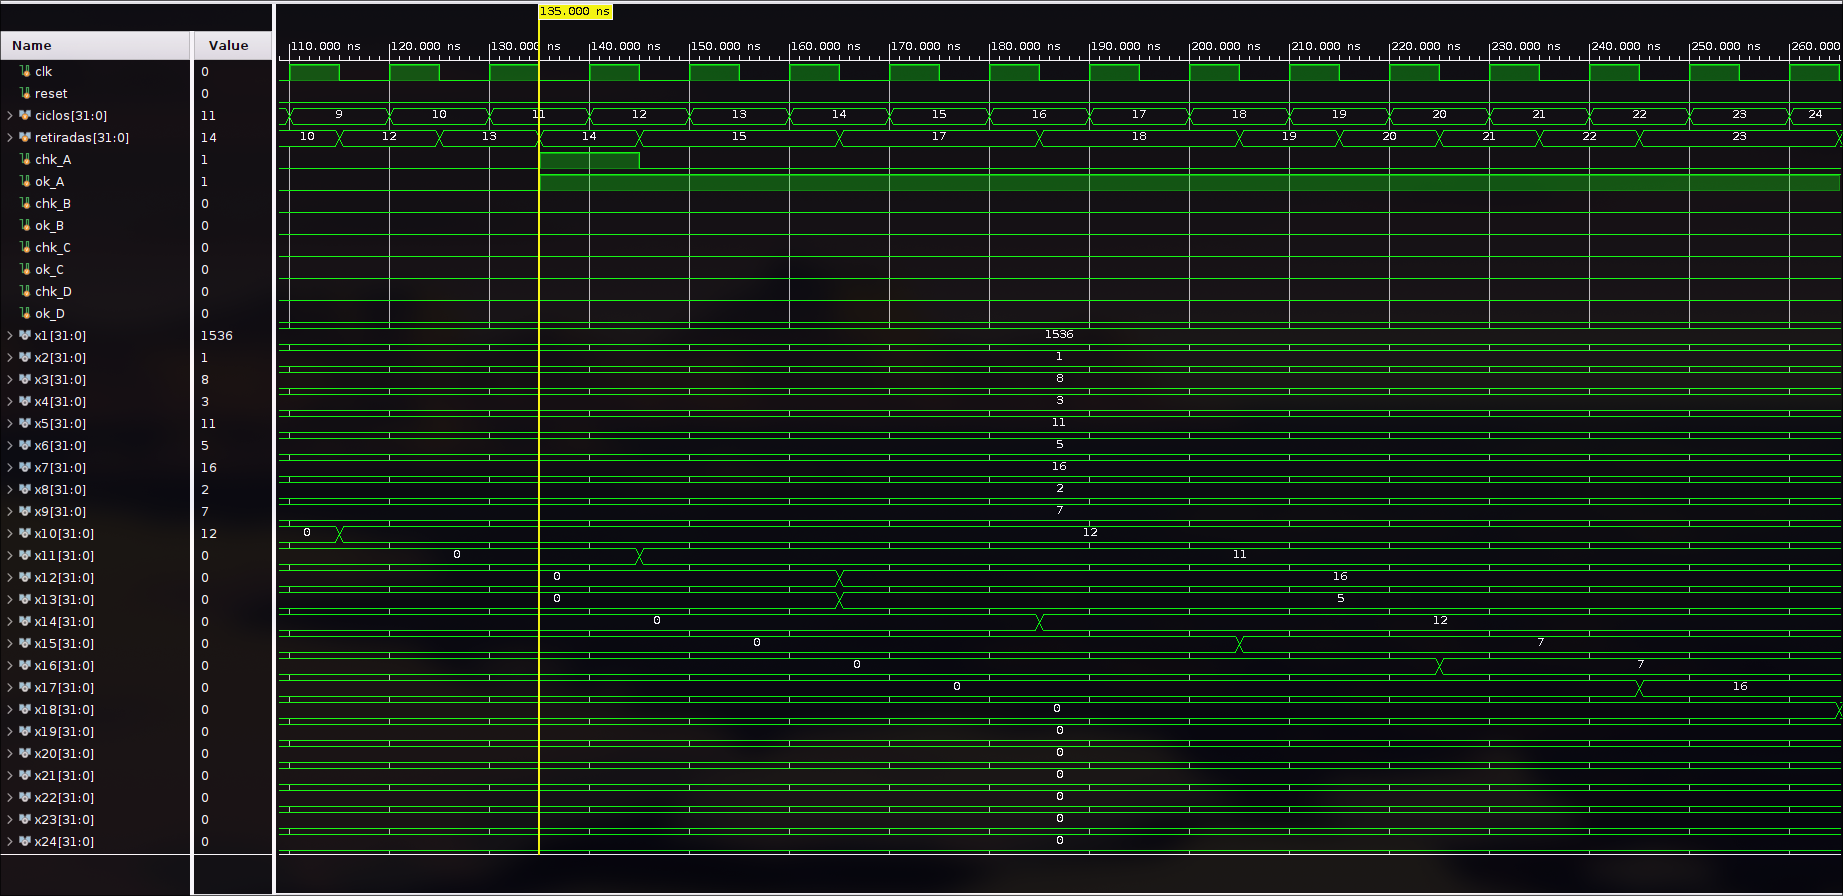 135.000 ns
Name Value 110.000 ns 120.000 ns 130.000 ns 140.000 ns 150.000 ns 160.000 ns 170.000 ns 180.000 ns 190.000 ns 200.000 ns 210.000 ns 220.000 ns 230.000 ns 240.000 ns 250.000 ns 260.000
clk 0
reset 0
ciclos[31:0] 11 9 10 11 12 13 14 15 16 17 18 19 20 21 22 23 24
retiradas[31:0] 14 10 12 13 14 15 17 18 19 20 21 22 23
chk_A 1
ok_A 1
chk_B 0
ok_B 0
chk_C 0
ok_C 0
chk_D 0
ok_D 0
x1[31:0] 1536 1536
x2[31:0] 1 1
x3[31:0] 8 8
x4[31:0] 3 3
x5[31:0] 11 11
x6[31:0] 5 5
x7[31:0] 16 16
x8[31:0] 2 2
x9[31:0] 7 7
x10[31:0] 12 0 12
x11[31:0] 0 0 11
x12[31:0] 0 0 16
x13[31:0] 0 0 5
x14[31:0] 0 0 12
x15[31:0] 0 0 7
x16[31:0] 0 0 7
x17[31:0] 0 0 16
x18[31:0] 0 0
x19[31:0] 0 0
x20[31:0] 0 0
x21[31:0] 0 0
x22[31:0] 0 0
x23[31:0] 0 0
x24[31:0] 0 0